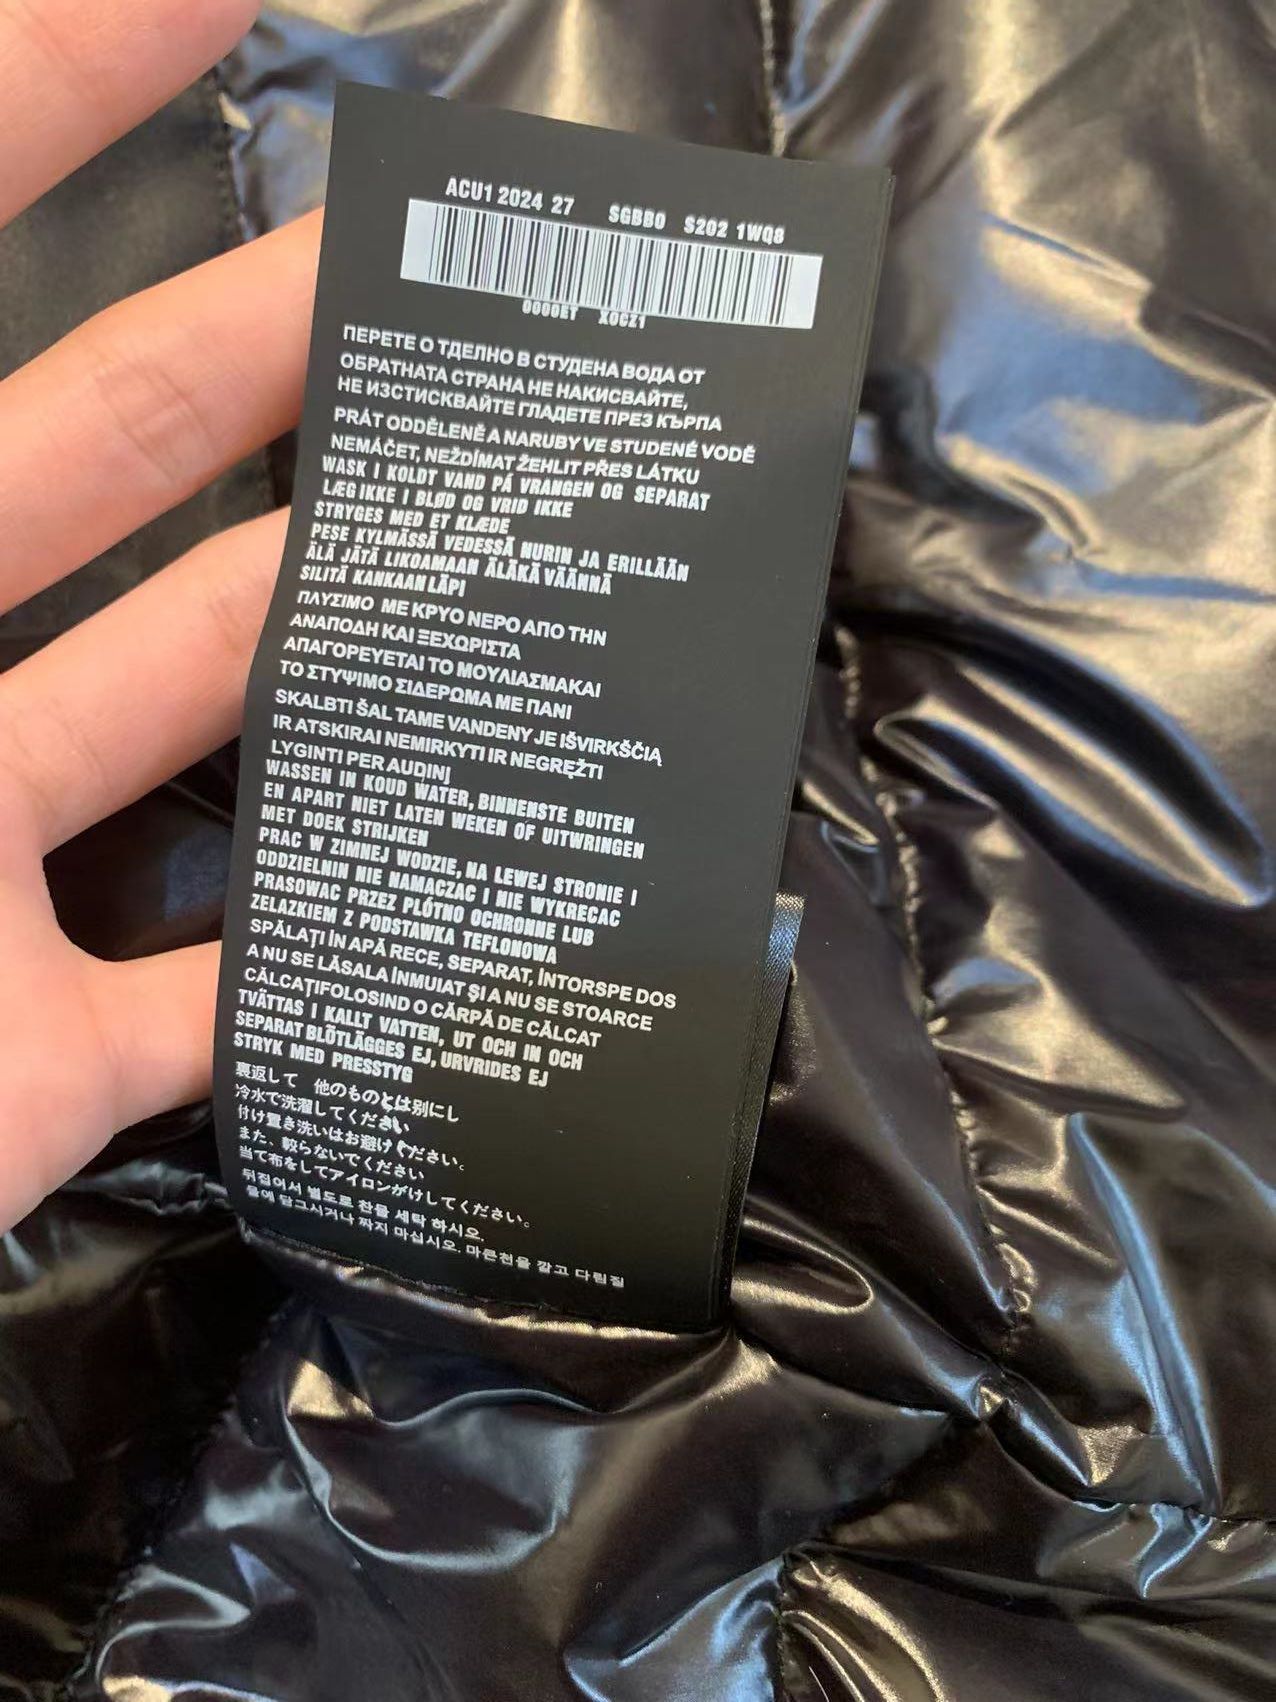 ACU1 2024 27 SGBB0 S202 1WQ8
0000ET X0CZ1
ПЕРЕТЕ О ТДЕЛНО В СТУДЕНА ВОДА ОТ
ОБРАТНАТА СТРАНА НЕ НАКИСВАЙТЕ,
НЕ ИЗСТИСКВАЙТЕ ГЛАДЕТЕ ПРЕЗ КЪРПА
PRÁT ODDĚLENĚ A NARUBY VE STUDENÉ VODĚ
NEMÁČET, NEŽDÍMAT ŽEHLIT PŘES LÁTKU
WASK I KOLDT VAND PÅ VRANGEN OG SEPARAT
LÆG IKKE I BLØD OG VRID IKKE
STRYGES MED ET KLÆDE
PESE KYLMÄSSÄ VEDESSÄ NURIN JA ERILLÄÄN
ÄLÄ JÄTÄ LIKOAMAAN ÄLÄKÄ VÄÄNNÄ
SILITÄ KANKAAN LÄPI
ΠΛΥΣΙΜΟ ΜΕ ΚΡΥΟ ΝΕΡΟ ΑΠΟ ΤΗΝ
ΑΝΑΠΟΔΗ ΚΑΙ ΞΕΧΩΡΙΣΤΑ
ΑΠΑΓΟΡΕΥΕΤΑΙ ΤΟ ΜΟΥΛΙΑΣΜΑΚΑΙ
ΤΟ ΣΤΥΨΙΜΟ ΣΙΔΕΡΩΜΑ ΜΕ ΠΑΝΙ
SKALBTI ŠAL TAME VANDENY JE IŠVIRKŠČIĄ
IR ATSKIRAI NEMIRKYTI IR NEGRĘŽTI
LYGINTI PER AUDINĮ
WASSEN IN KOUD WATER, BINNENSTE BUITEN
EN APART NIET LATEN WEKEN OF UITWRINGEN
MET DOEK STRIJKEN
PRAC W ZIMNEJ WODZIE, NA LEWEJ STRONIE I
ODDZIELNIN NIE NAMACZAC I NIE WYKRECAC
PRASOWAC PRZEZ PLÓTNO OCHRONNE LUB
ZELAZKIEM Z PODSTAWKA TEFLONOWA
SPĂLAȚI ÎN APĂ RECE, SEPARAT, ÎNTORSPE DOS
A NU SE LĂSALA ÎNMUIAT ŞI A NU SE STOARCE
CĂLCAȚIFOLOSIND O CÂRPĂ DE CĂLCAT
TVÄTTAS I KALLT VATTEN, UT OCH IN OCH
SEPARAT BLÖTLÄGGES EJ, URVRIDES EJ
STRYK MED PRESSTYG
裏返して 他のものとは別にし
冷水で洗濯してください
付け置き洗いはお避けください。
また、絞らないでください
当て布をしてアイロンがけしてください。
뒤집어서 별도로 찬물 세탁 하시오.
물에 담그시거나 짜지 마십시오. 마른천을 깔고 다림질